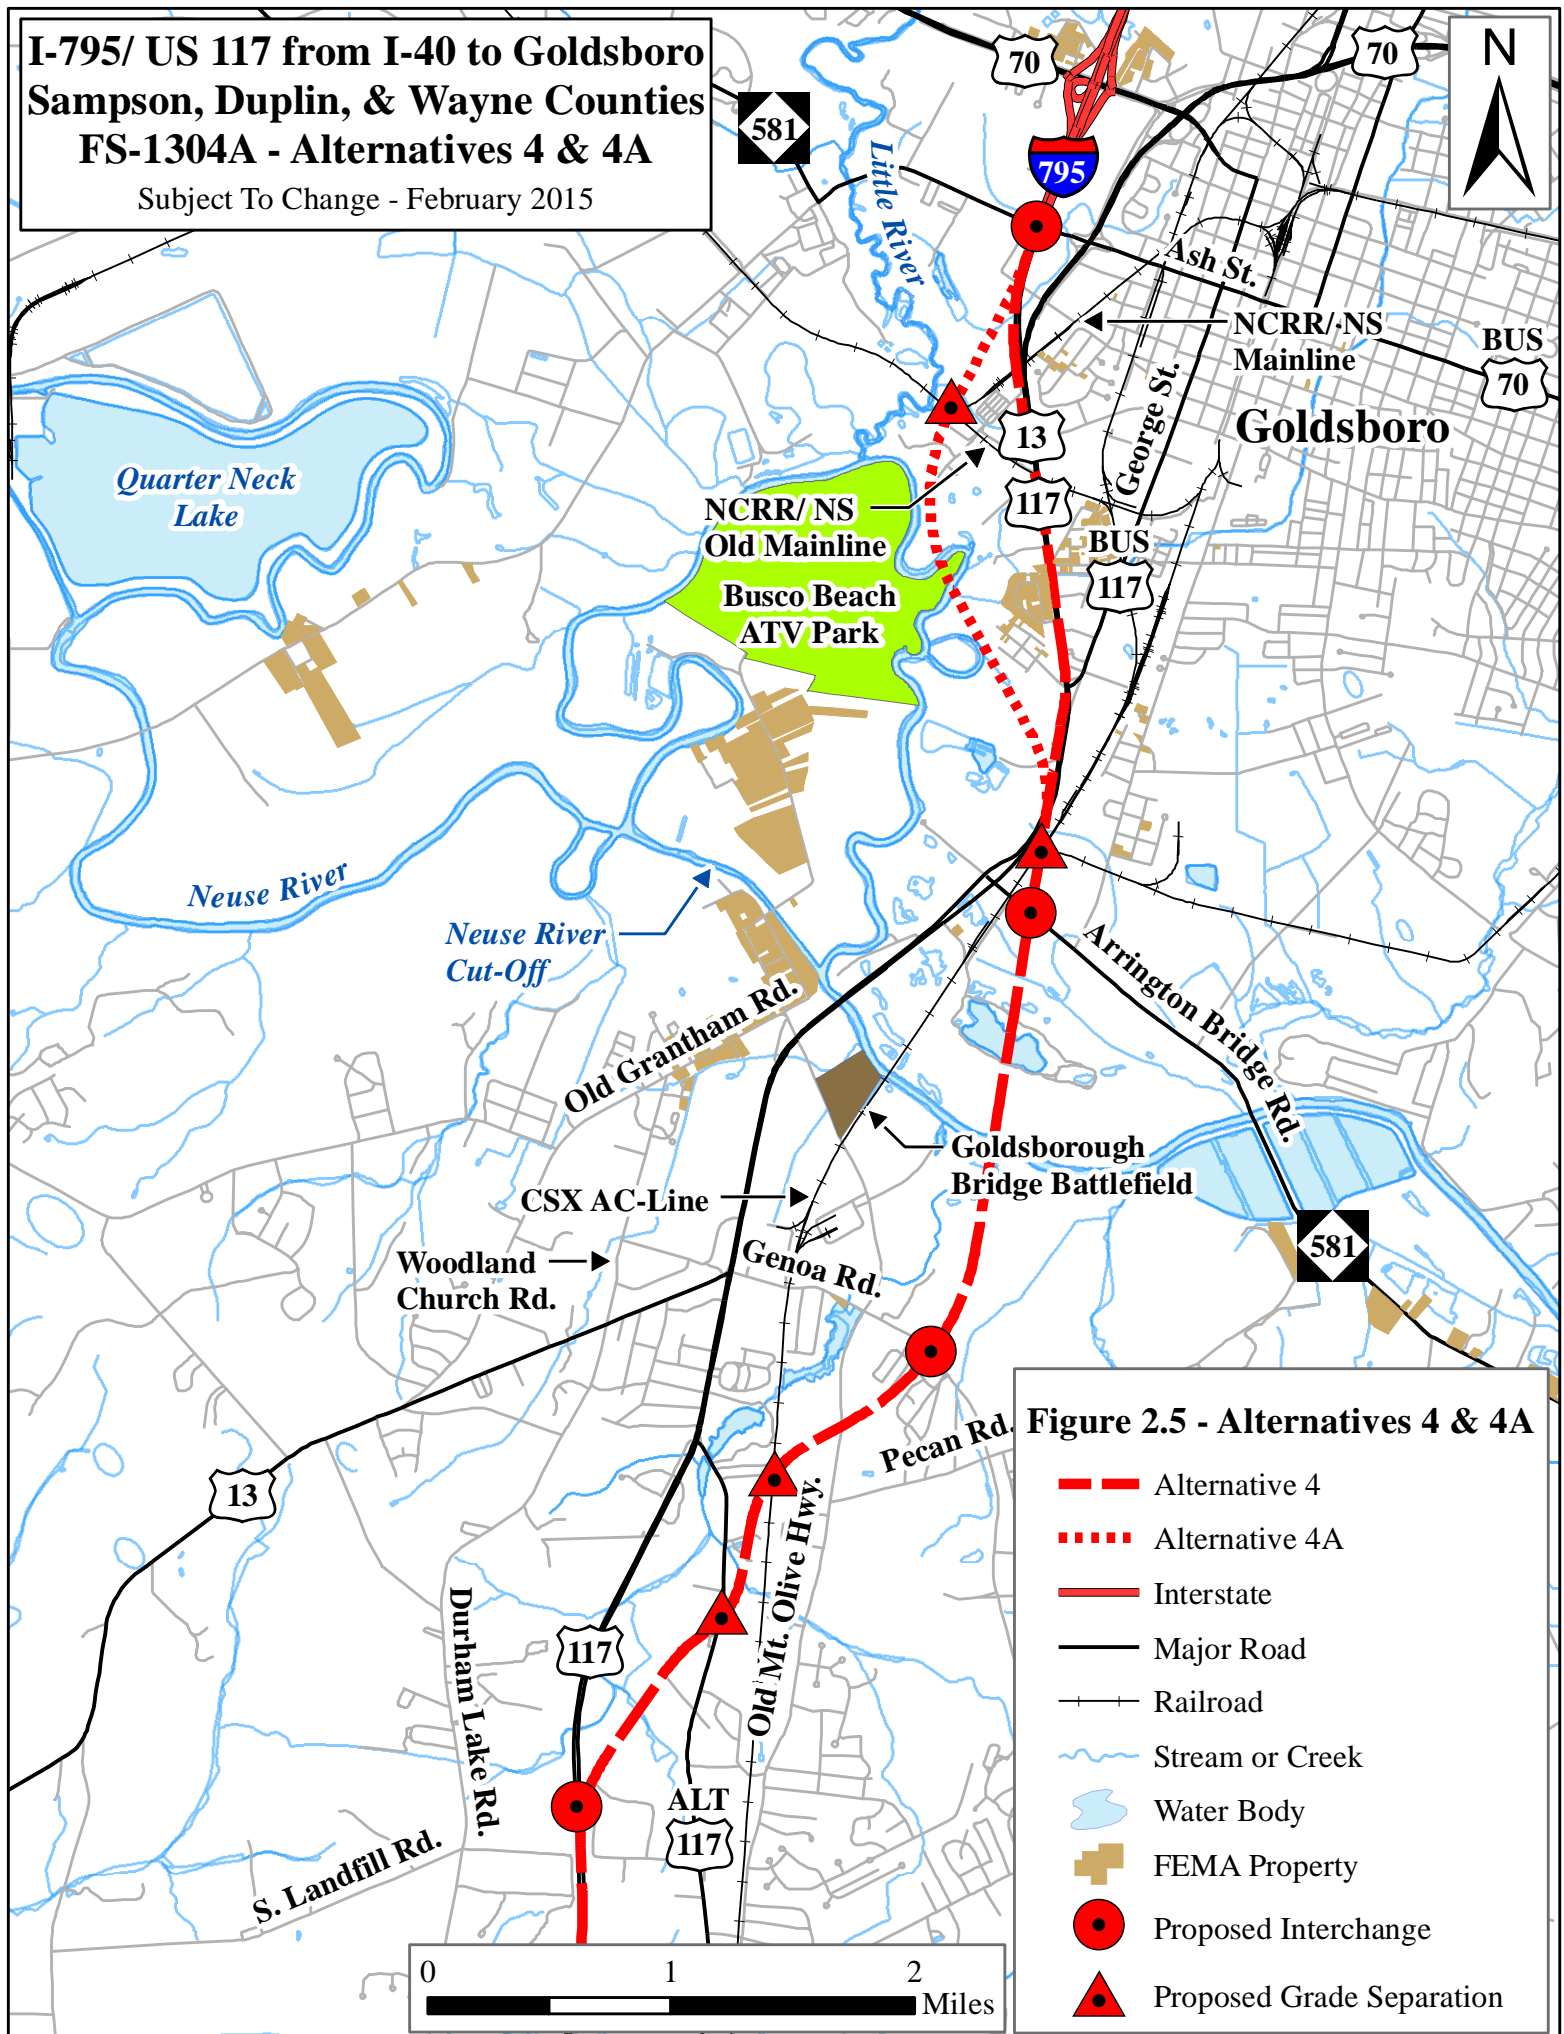 I-795/ US 117 from I-40 to Goldsboro
Sampson, Duplin, & Wayne Counties
FS-1304A - Alternatives 4 & 4A
Subject To Change - February 2015
N
70
70
581
795
Little River
Ash St.
NCRR/ NS
Mainline
BUS
70
George St.
Goldsboro
13
117
Quarter Neck
Lake
NCRR/ NS
Old Mainline
BUS
117
Busco Beach
ATV Park
Neuse River
Neuse River
Cut-Off
Arrington Bridge Rd.
Old Grantham Rd.
Goldsborough
Bridge Battlefield
CSX AC-Line
581
Woodland
Church Rd.
Genoa Rd.
Pecan Rd.
13
Old Mt. Olive Hwy.
Durham Lake Rd.
117
ALT
117
S. Landfill Rd.
Figure 2.5 - Alternatives 4 & 4A
Alternative 4
Alternative 4A
Interstate
Major Road
Railroad
Stream or Creek
Water Body
FEMA Property
Proposed Interchange
Proposed Grade Separation
0 1 2
Miles